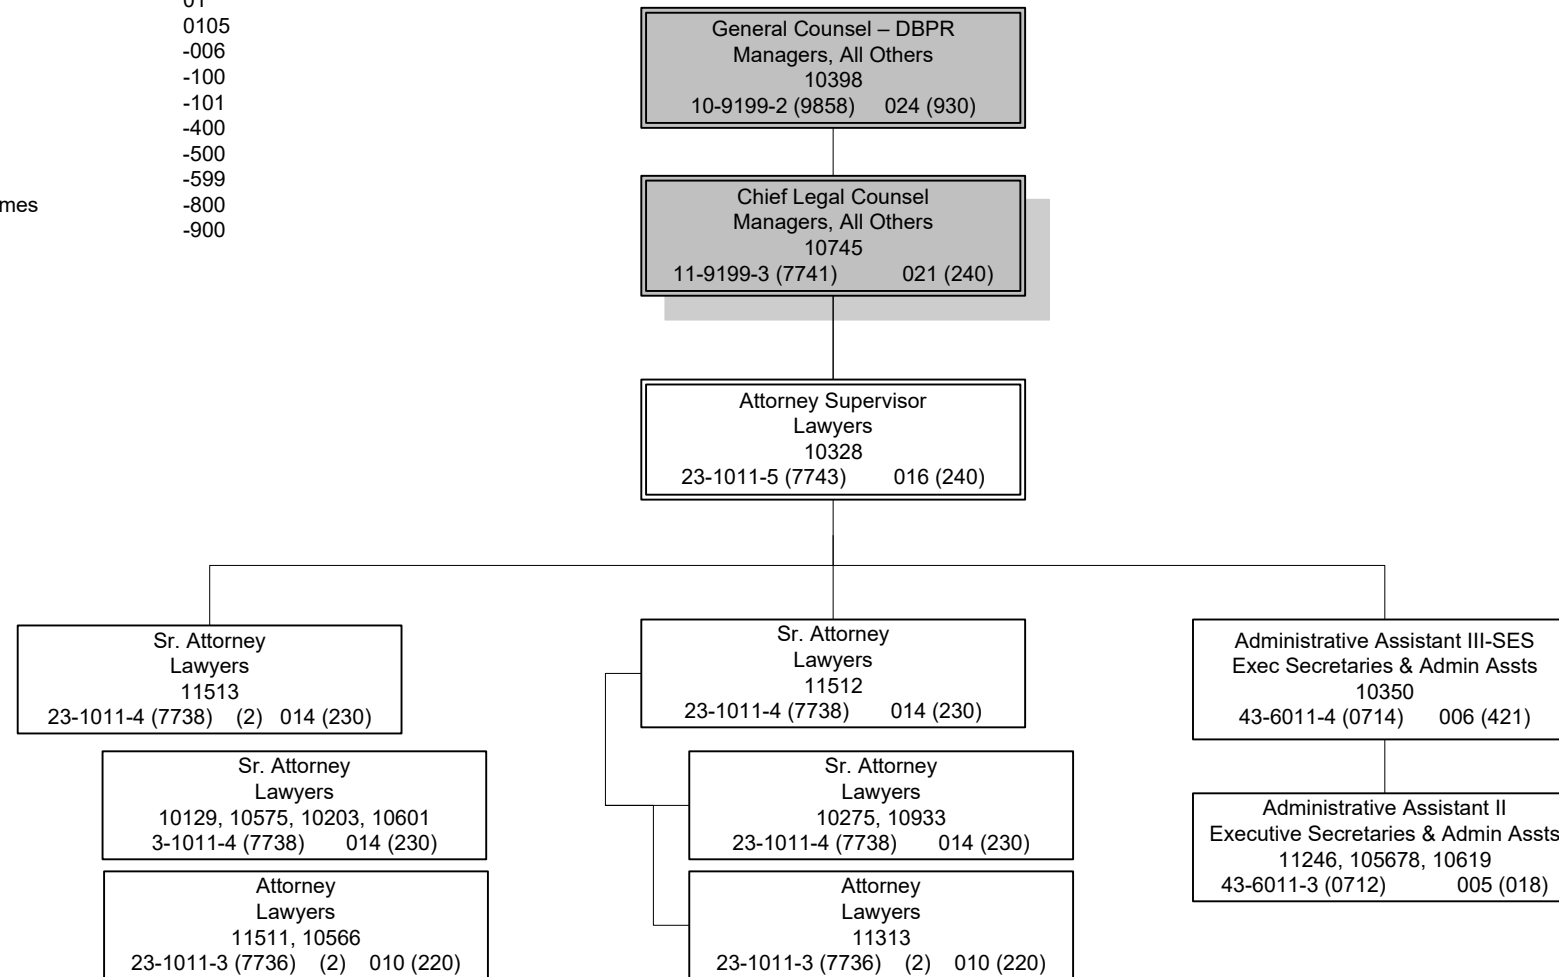 01
0105
-006
-100
-101
-400
-500
-599
mes -800
-900
General Counsel – DBPR
Managers, All Others
10398
10-9199-2 (9858) 024 (930)
Chief Legal Counsel
Managers, All Others
10745
11-9199-3 (7741) 021 (240)
Attorney Supervisor
Lawyers
10328
23-1011-5 (7743) 016 (240)
Sr. Attorney
Lawyers
11513
23-1011-4 (7738) (2) 014 (230)
Sr. Attorney
Lawyers
10129, 10575, 10203, 10601
3-1011-4 (7738) 014 (230)
Attorney
Lawyers
11511, 10566
23-1011-3 (7736) (2) 010 (220)
Sr. Attorney
Lawyers
11512
23-1011-4 (7738) 014 (230)
Sr. Attorney
Lawyers
10275, 10933
23-1011-4 (7738) 014 (230)
Attorney
Lawyers
11313
23-1011-3 (7736) (2) 010 (220)
Administrative Assistant III-SES
Exec Secretaries & Admin Assts
10350
43-6011-4 (0714) 006 (421)
Administrative Assistant II
Executive Secretaries & Admin Assts
11246, 105678, 10619
43-6011-3 (0712) 005 (018)